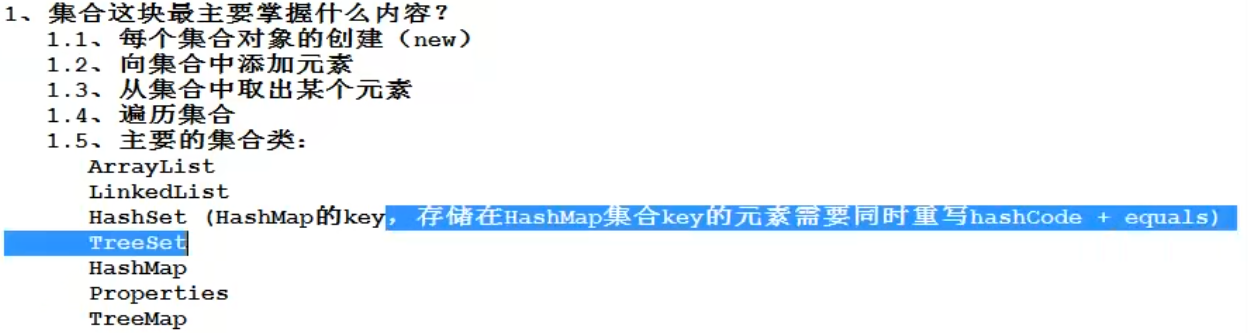 1、集合这块最主要掌握什么内容？
1.1、每个集合对象的创建（new）
1.2、向集合中添加元素
1.3、从集合中取出某个元素
1.4、遍历集合
1.5、主要的集合类：
ArrayList
LinkedList
HashSet (HashMap的key，存储在HashMap集合key的元素需要同时重写hashCode + equals)
TreeSet
HashMap
Properties
TreeMap